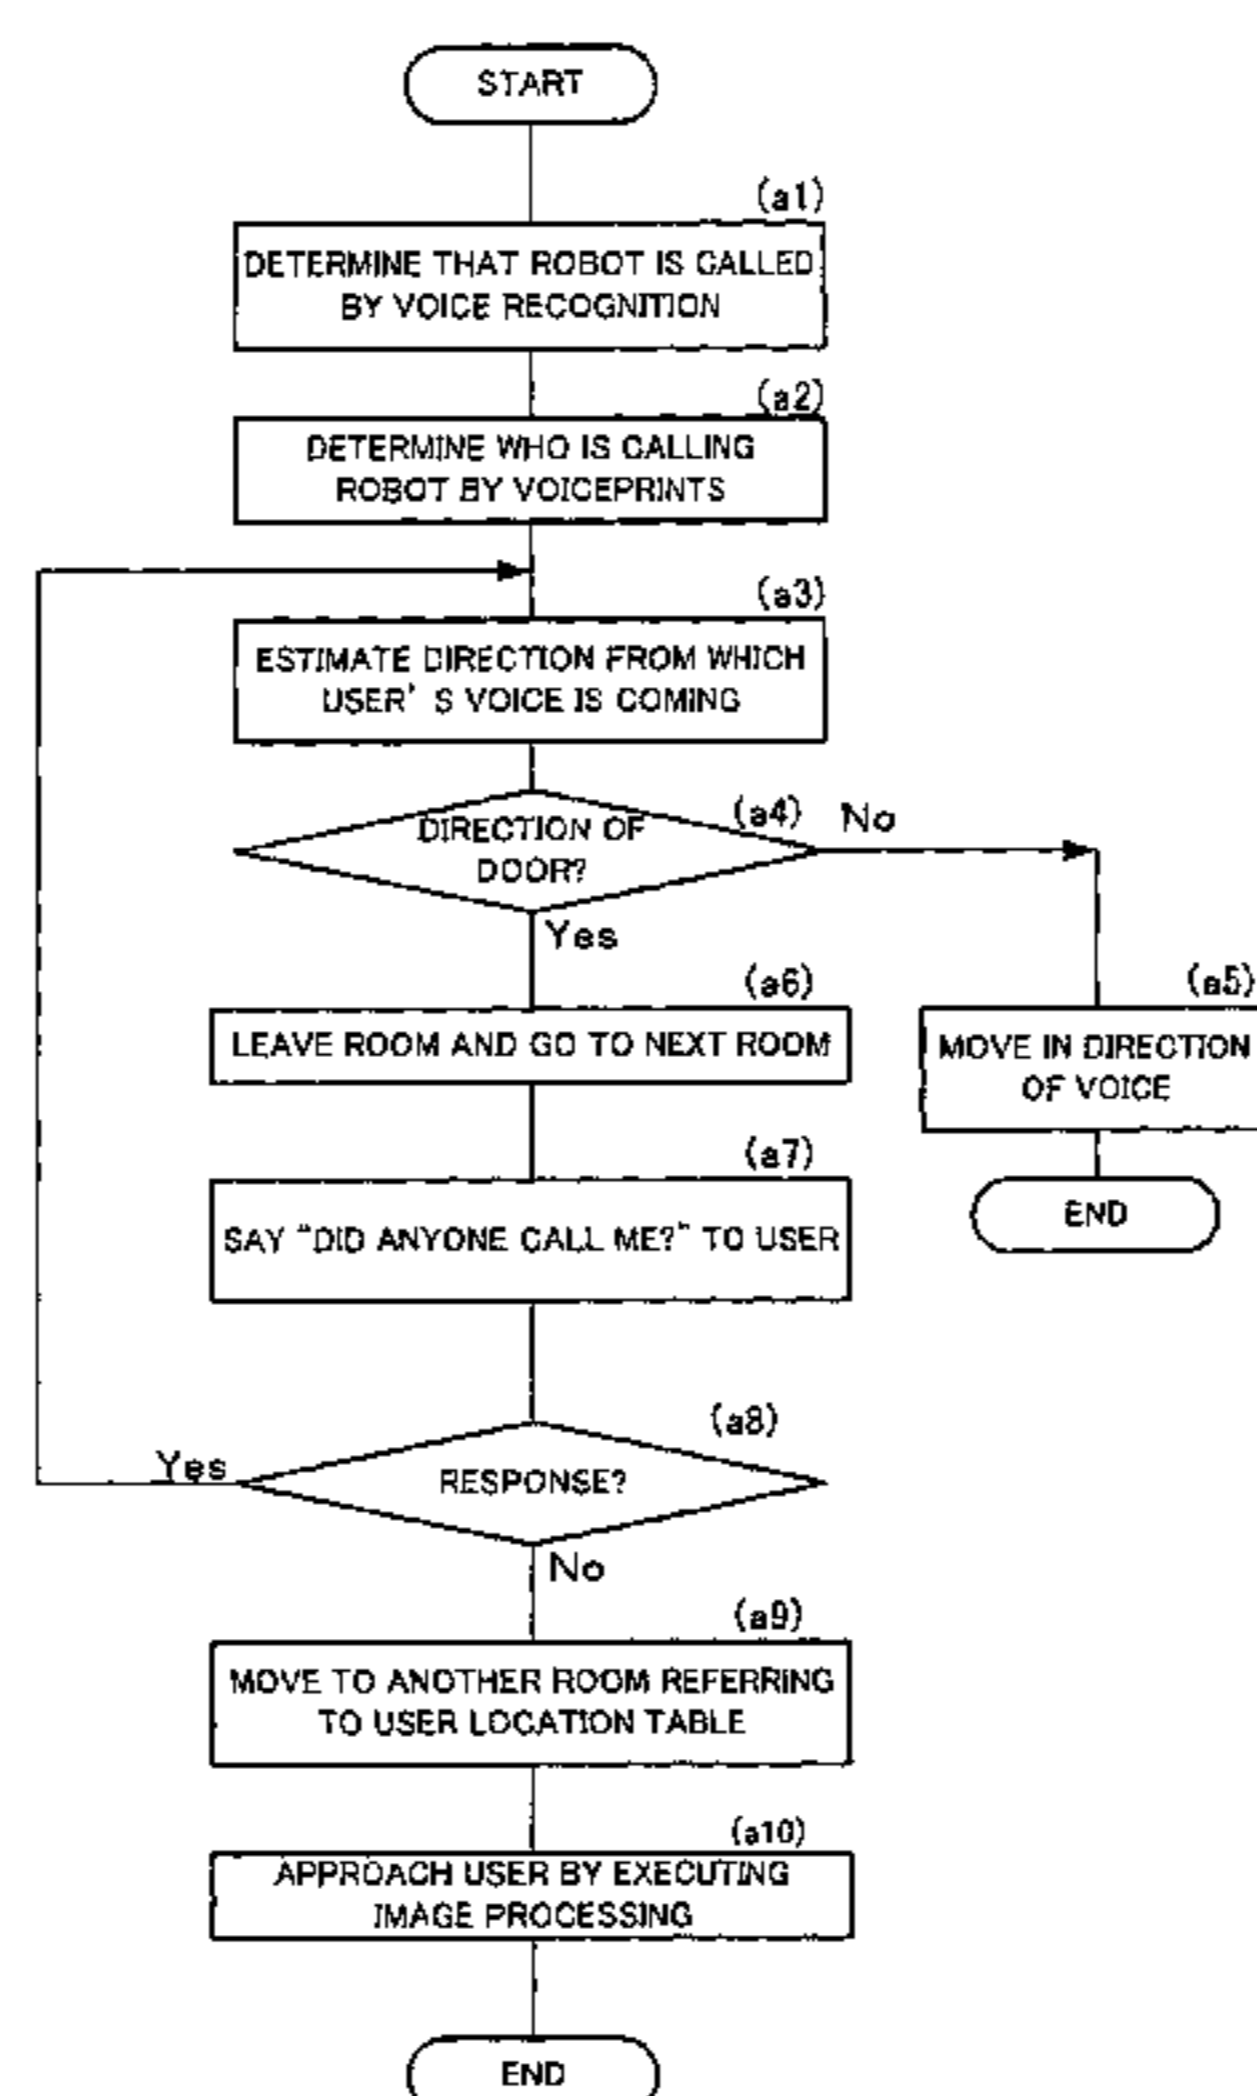 START
(a1)
DETERMINE THAT ROBOT IS CALLED
BY VOICE RECOGNITION
(a2)
DETERMINE WHO IS CALLING
ROBOT BY VOICEPRINTS
(a3)
ESTIMATE DIRECTION FROM WHICH
USER' S VOICE IS COMING
(a4)
No
DIRECTION OF
DOOR?
Yes
(a6)
LEAVE ROOM AND GO TO NEXT ROOM
(a5)
MOVE IN DIRECTION
OF VOICE
END
(a7)
SAY "DID ANYONE CALL ME?" TO USER
(a8)
Yes
RESPONSE?
No
(a9)
MOVE TO ANOTHER ROOM REFERRING
TO USER LOCATION TABLE
(a10)
APPROACH USER BY EXECUTING
IMAGE PROCESSING
END